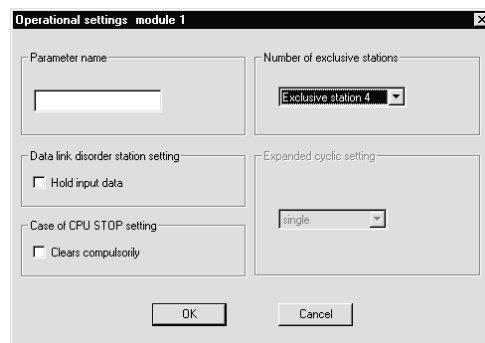 Operational settings module 1
Parameter name
Number of exclusive stations
Exclusive station 4
Data link disorder station setting
Hold input data
Expanded cyclic setting
single
Case of CPU STOP setting
Clears compulsorily
OK
Cancel